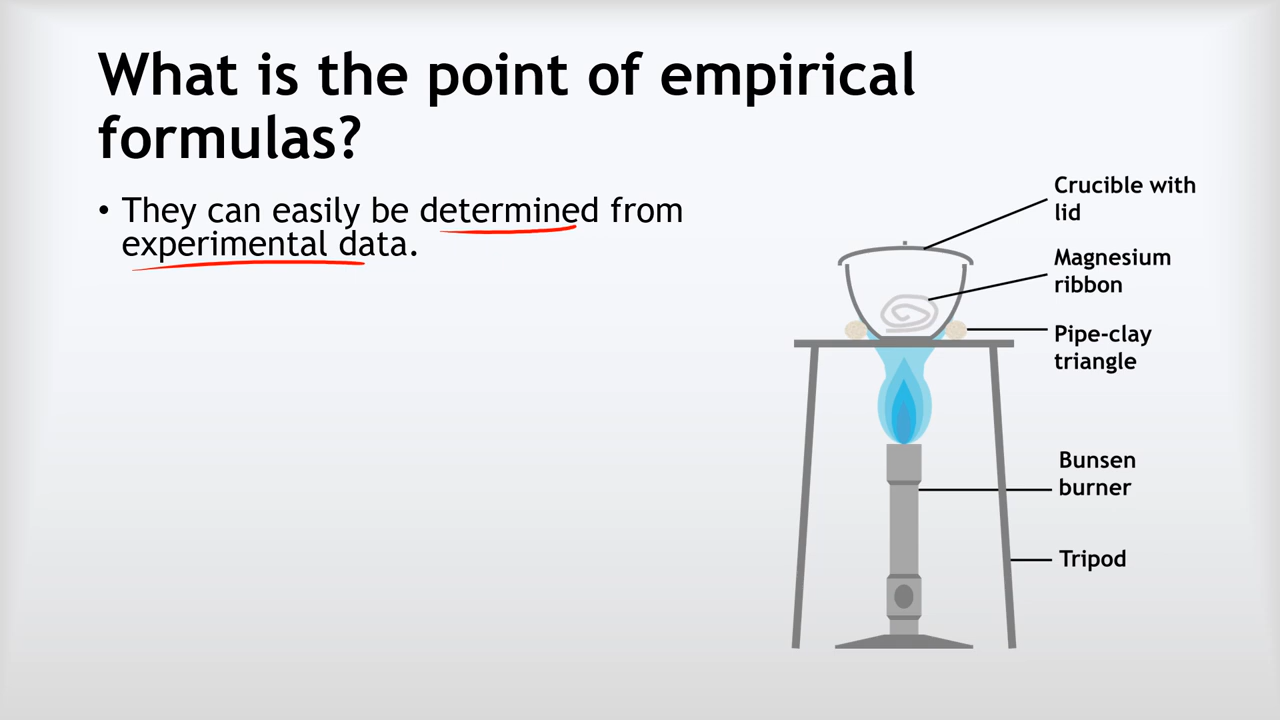 What is the point of empirical
formulas?
• They can easily be determined from
experimental data.
Crucible with
lid
Magnesium
ribbon
Pipe-clay
triangle
Bunsen
burner
Tripod